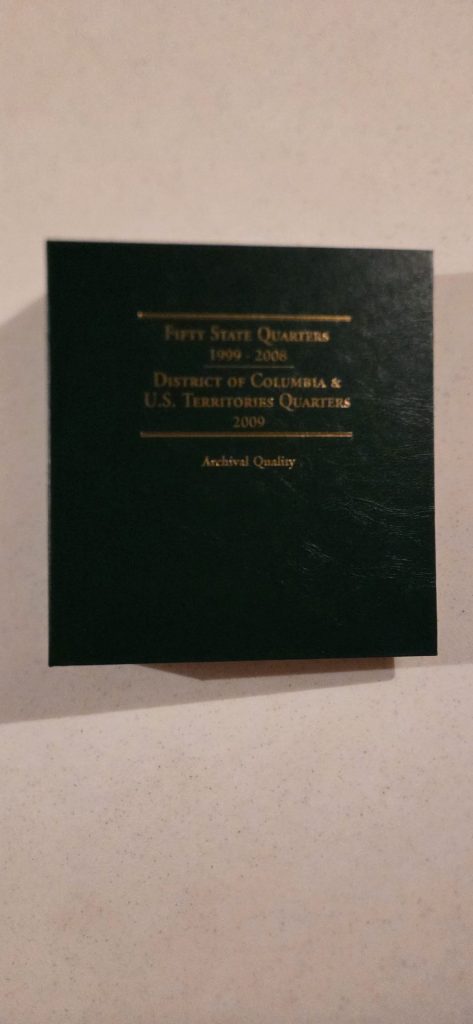 Fifty State Quarters
1999 - 2008
District of Columbia &
U.S. Territories Quarters
2009
Archival Quality